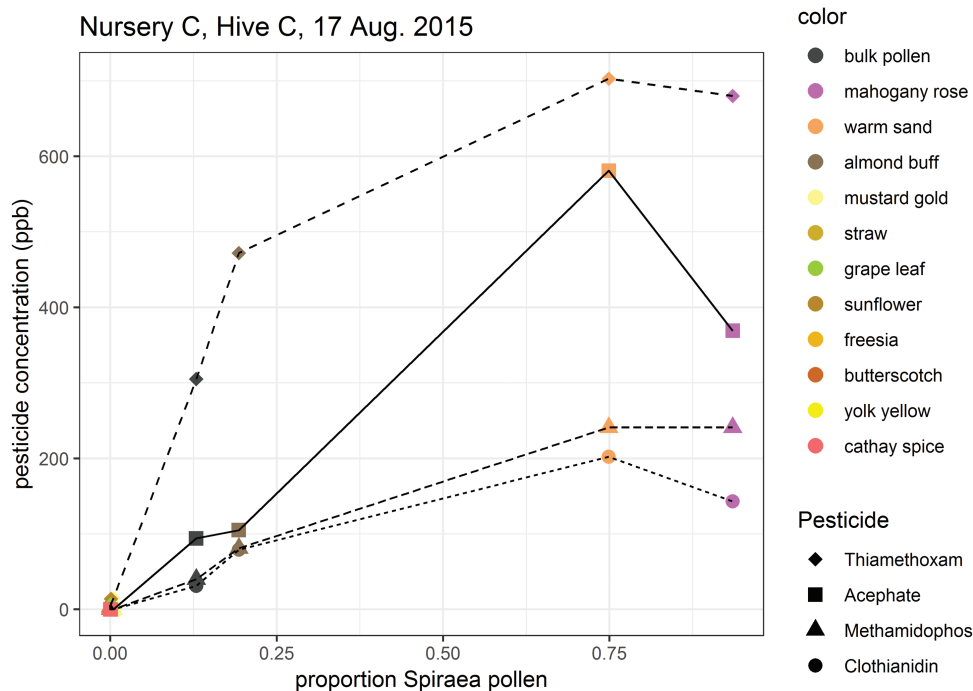 Nursery C, Hive C, 17 Aug. 2015
pesticide concentration (ppb)
600
400
200
0
0.00 0.25 0.50 0.75
proportion Spiraea pollen
color
bulk pollen
mahogany rose
warm sand
almond buff
mustard gold
straw
grape leaf
sunflower
freesia
butterscotch
yolk yellow
cathay spice
Pesticide
Thiamethoxam
Acephate
Methamidophos
Clothianidin